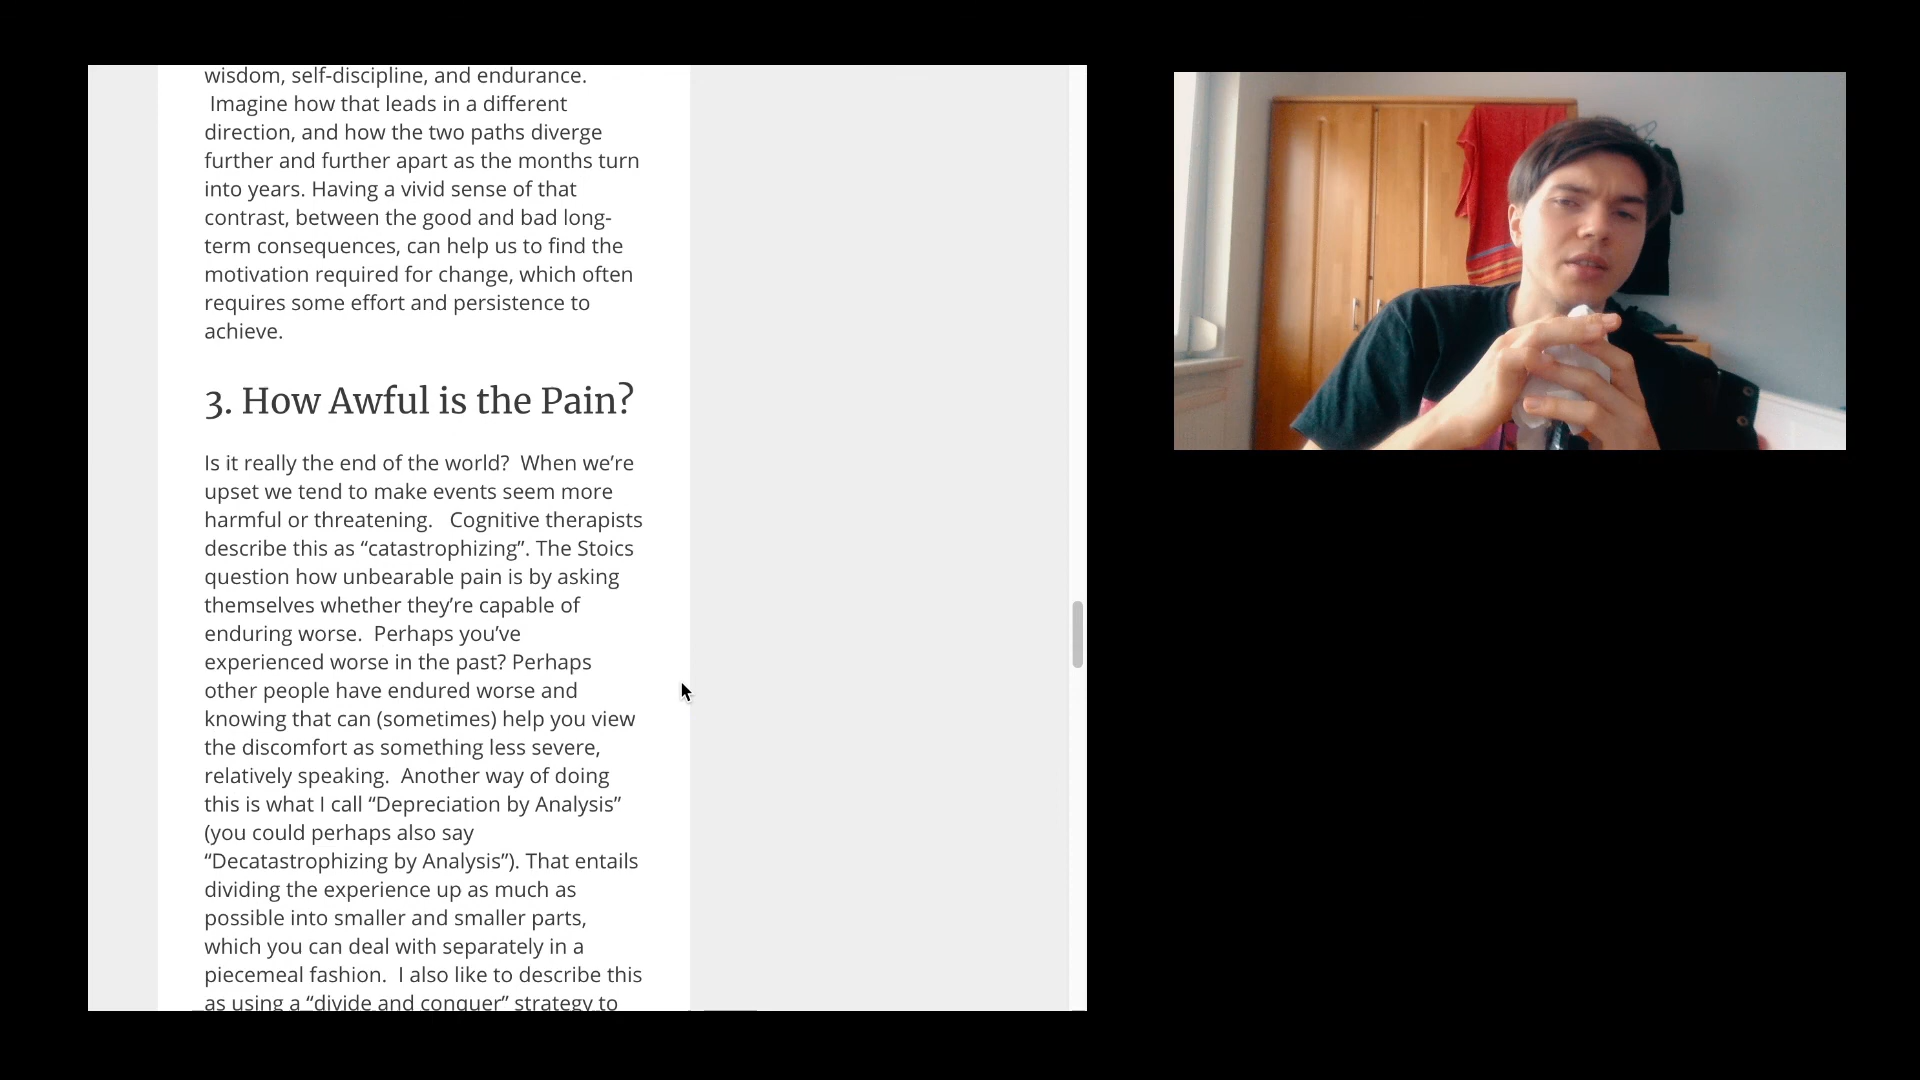 wisdom, self-discipline, and endurance.
Imagine how that leads in a different
direction, and how the two paths diverge
further and further apart as the months turn
into years. Having a vivid sense of that
contrast, between the good and bad long-
term consequences, can help us to find the
motivation required for change, which often
requires some effort and persistence to
achieve.
3. How Awful is the Pain?
Is it really the end of the world?  When we’re
upset we tend to make events seem more
harmful or threatening.   Cognitive therapists
describe this as “catastrophizing”. The Stoics
question how unbearable pain is by asking
themselves whether they’re capable of
enduring worse.  Perhaps you’ve
experienced worse in the past? Perhaps
other people have endured worse and
knowing that can (sometimes) help you view
the discomfort as something less severe,
relatively speaking.  Another way of doing
this is what I call “Depreciation by Analysis”
(you could perhaps also say
“Decatastrophizing by Analysis”). That entails
dividing the experience up as much as
possible into smaller and smaller parts,
which you can deal with separately in a
piecemeal fashion.  I also like to describe this
as using a “divide and conquer” strategy to